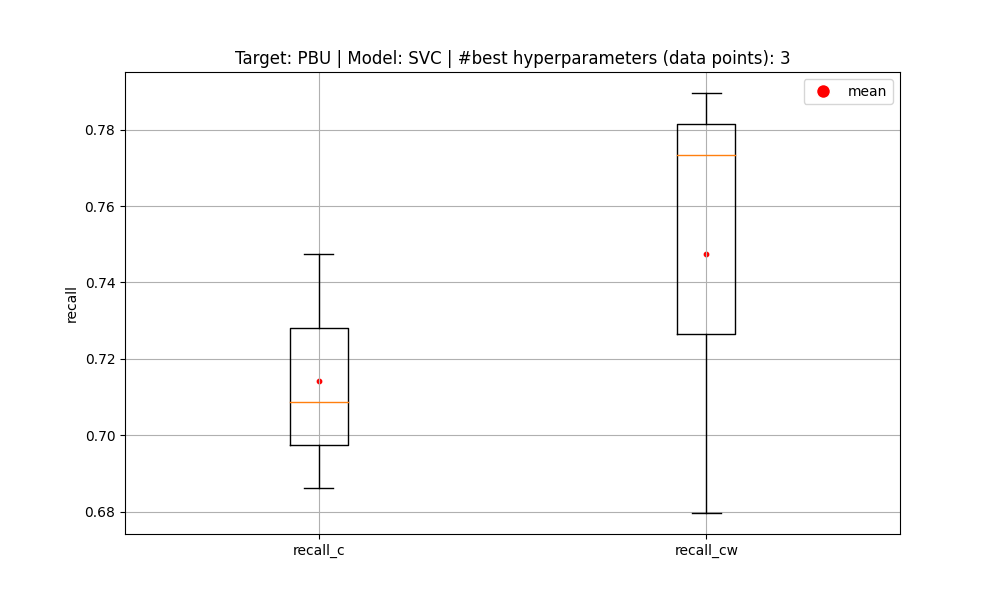 Target: PBU | Model: SVC | #best hyperparameters (data points): 3
mean
0.78
0.76
0.74
0.72
0.70
0.68
recall
recall_c
recall_cw